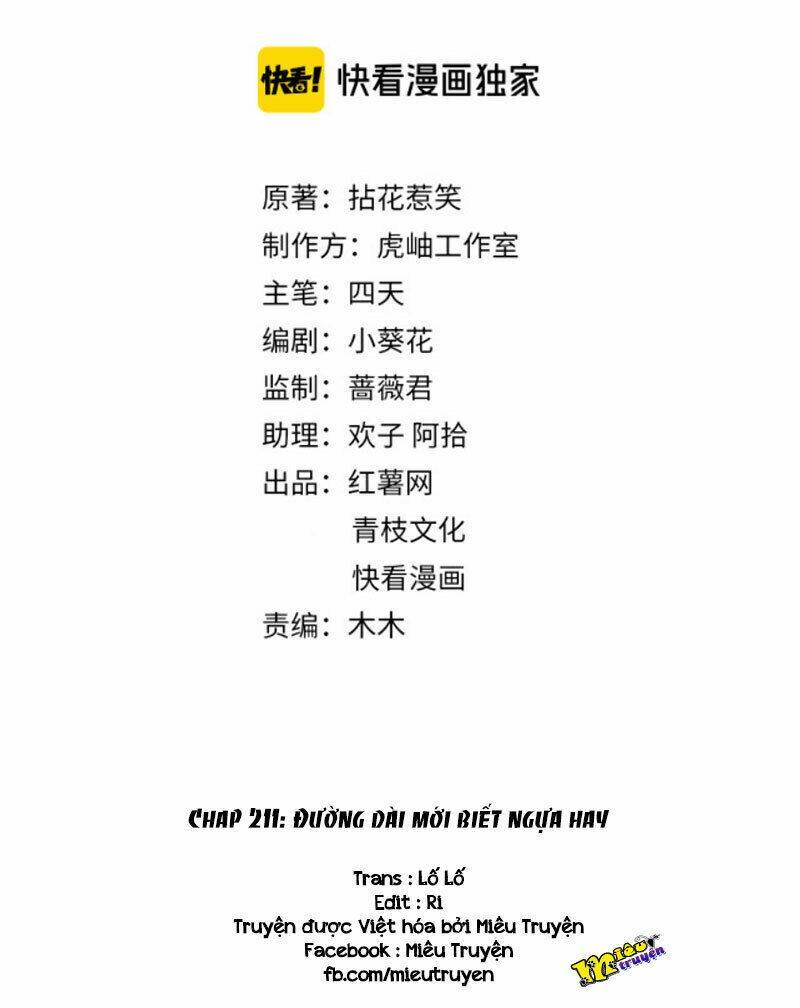 快看! 快看漫画独家
原著：拈花惹笑
制作方：虎岫工作室
主笔：四天
编剧：小葵花
监制：蔷薇君
助理：欢子 阿拾
出品：红薯网
青枝文化
快看漫画
责编：木木
Chap 211: Đường dài mới biết ngựa hay
Trans : Lố Lố
Edit : Ri
Truyện được Việt hóa bởi Miêu Truyện
Facebook : Miêu Truyện
fb.com/mieutruyen
Miêu
truyện